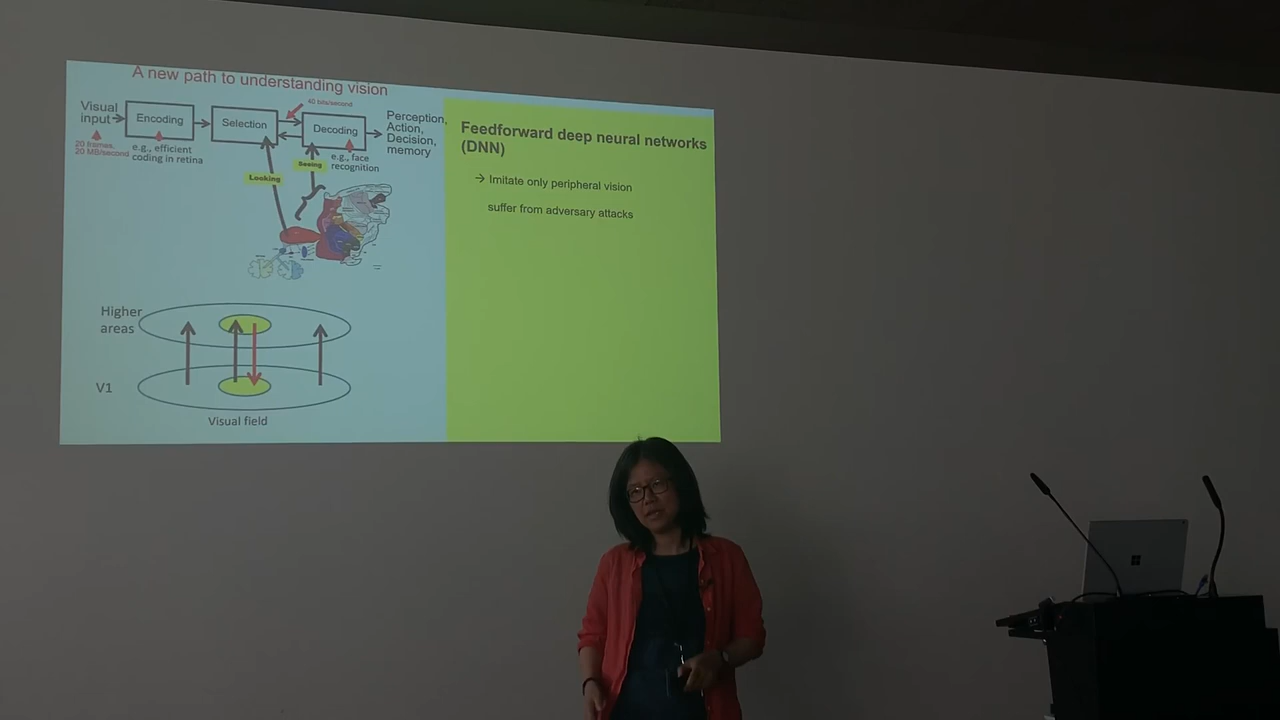 A new path to understanding vision
40 bits/second
Visual
input
Encoding
Selection
Decoding
Perception,
Action,
Decision,
memory
20 frames,
20 MB/second
e.g., efficient
coding in retina
Looking
Seeing
e.g., face
recognition
Higher
areas
V1
Visual field
Feedforward deep neural networks
(DNN)
→ Imitate only peripheral vision
suffer from adversary attacks